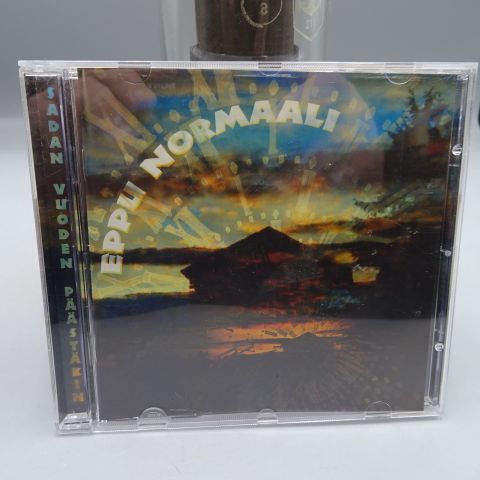 EPPU NORMAALI
SADAN VUODEN PÄÄSTÄKIN